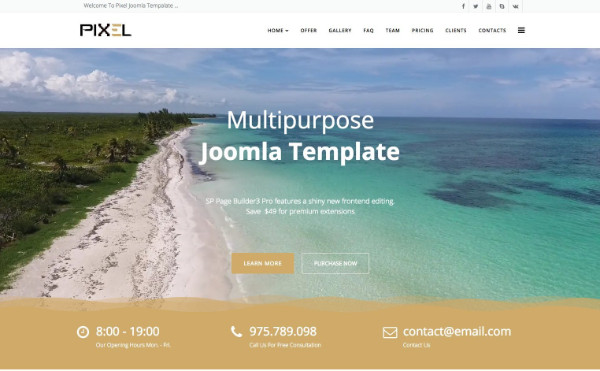 Welcome To Pixel Joomla Tempolate ...
PIXEL
HOME OFFER GALLERY FAQ TEAM PRICING CLIENTS CONTACTS
Multipurpose
Joomla Template
SP Page Builder3 Pro features a shiny new frontend editing.
Save $49 for premium extensions.
LEARN MORE PURCHASE NOW
8:00 - 19:00 975.789.098 contact@email.com
Our Opening Hours Mon. - Fri. Call Us For Free Consultation Contact Us